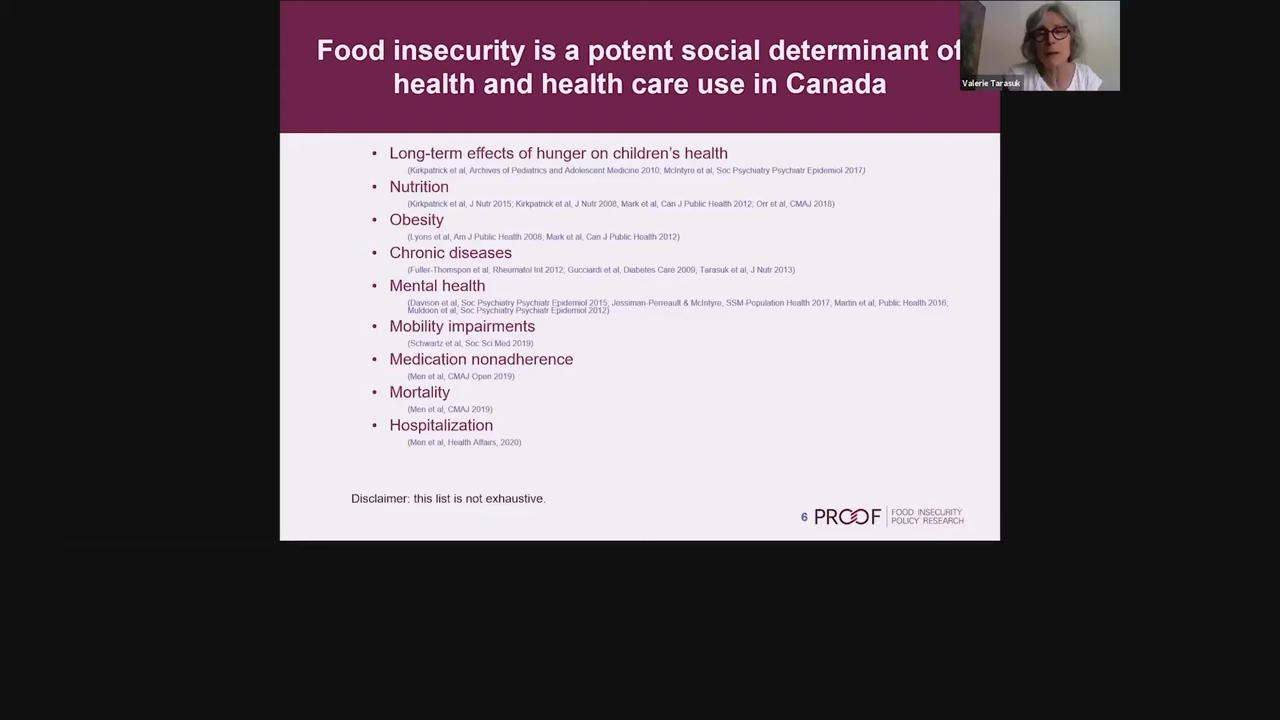 Food insecurity is a potent social determinant of
health and health care use in Canada
Valerie Tarasuk
• Long-term effects of hunger on children's health
(Kirkpatrick et al, Archives of Pediatrics and Adolescent Medicine 2010; McIntyre et al, Soc Psychiatry Psychiatr Epidemiol 2017)
• Nutrition
(Kirkpatrick et al, J Nutr 2015; Kirkpatrick et al, J Nutr 2008, Mark et al, Can J Public Health 2012; Orr et al, CMAJ 2018)
• Obesity
(Lyons et al, Am J Public Health 2008; Mark et al, Can J Public Health 2012)
• Chronic diseases
(Fuller-Thomspon et al, Rheumatol Int 2012; Gucciardi et al, Diabetes Care 2009; Tarasuk et al, J Nutr 2013)
• Mental health
(Davison et al, Soc Psychiatry Psychiatr Epidemiol 2015; Jessiman-Perreault & McIntyre, SSM-Population Health 2017, Martin et al, Public Health 2016;
Muldoon et al, Soc Psychiatry Psychiatr Epidemiol 2012)
• Mobility impairments
(Schwartz et al, Soc Sci Med 2019)
• Medication nonadherence
(Men et al, CMAJ Open 2019)
• Mortality
(Men et al, CMAJ 2019)
• Hospitalization
(Men et al, Health Affairs, 2020)
Disclaimer: this list is not exhaustive.
6 PROOF FOOD INSECURITY
POLICY RESEARCH